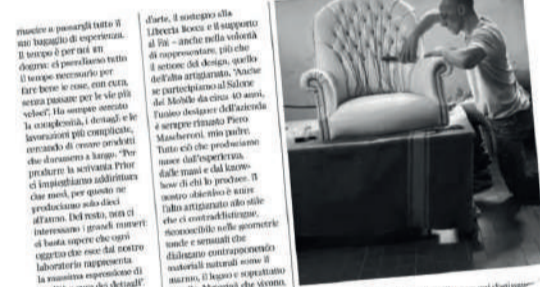 riuscire a passargli tutto il
suo bagaglio di esperienza.
Il tempo è per noi un
dogma: ci prendiamo tutto
il tempo necessario per
fare bene le cose, con cura,
senza passare per le vie più
veloci". Ha sempre cercato
la complessità, i dettagli e le
lavorazioni più complicate,
cercando di creare prodotti
che durassero a lungo. "Per
produrre la scrivania Prior
ci impieghiamo addirittura
due mesi, per questo ne
produciamo solo dieci
all'anno. Del resto, non ci
interessano i grandi numeri:
ci basta sapere che ogni
oggetto che esce dal nostro
laboratorio rappresenta
la massima espressione di
dei dettagli".
d'arte, il sostegno alla
Libreria Bocca e il supporto
al Fai – anche nella volontà
di rappresentare, più che
il settore del design, quello
dell'alta artigianata. "Anche
se partecipiamo al Salone
del Mobile da circa 40 anni,
l'unico designer dell'azienda
è sempre rimasto Piero
Mascheroni, mio padre.
Tutto ciò che produciamo
nasce dall'esperienza,
dalle mani e dal know-
how di chi lo produce. Il
nostro obiettivo è unire
l'alto artigianato allo stile
che ci contraddistingue,
riconoscibile nelle geometrie
tonde e sensuali che
dialogano contrapponendo
materiali naturali come il
marmo, il legno e soprattutto
che vivono,